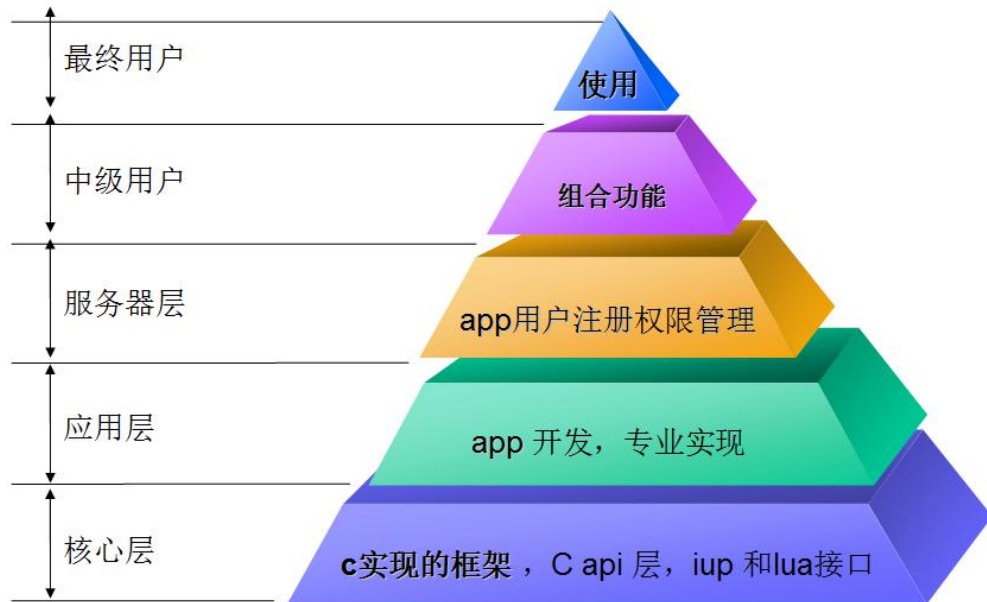 最终用户
使用
中级用户
组合功能
服务器层
app用户注册权限管理
应用层
app 开发，专业实现
核心层
c实现的框架 ，C api 层，iup 和lua接口